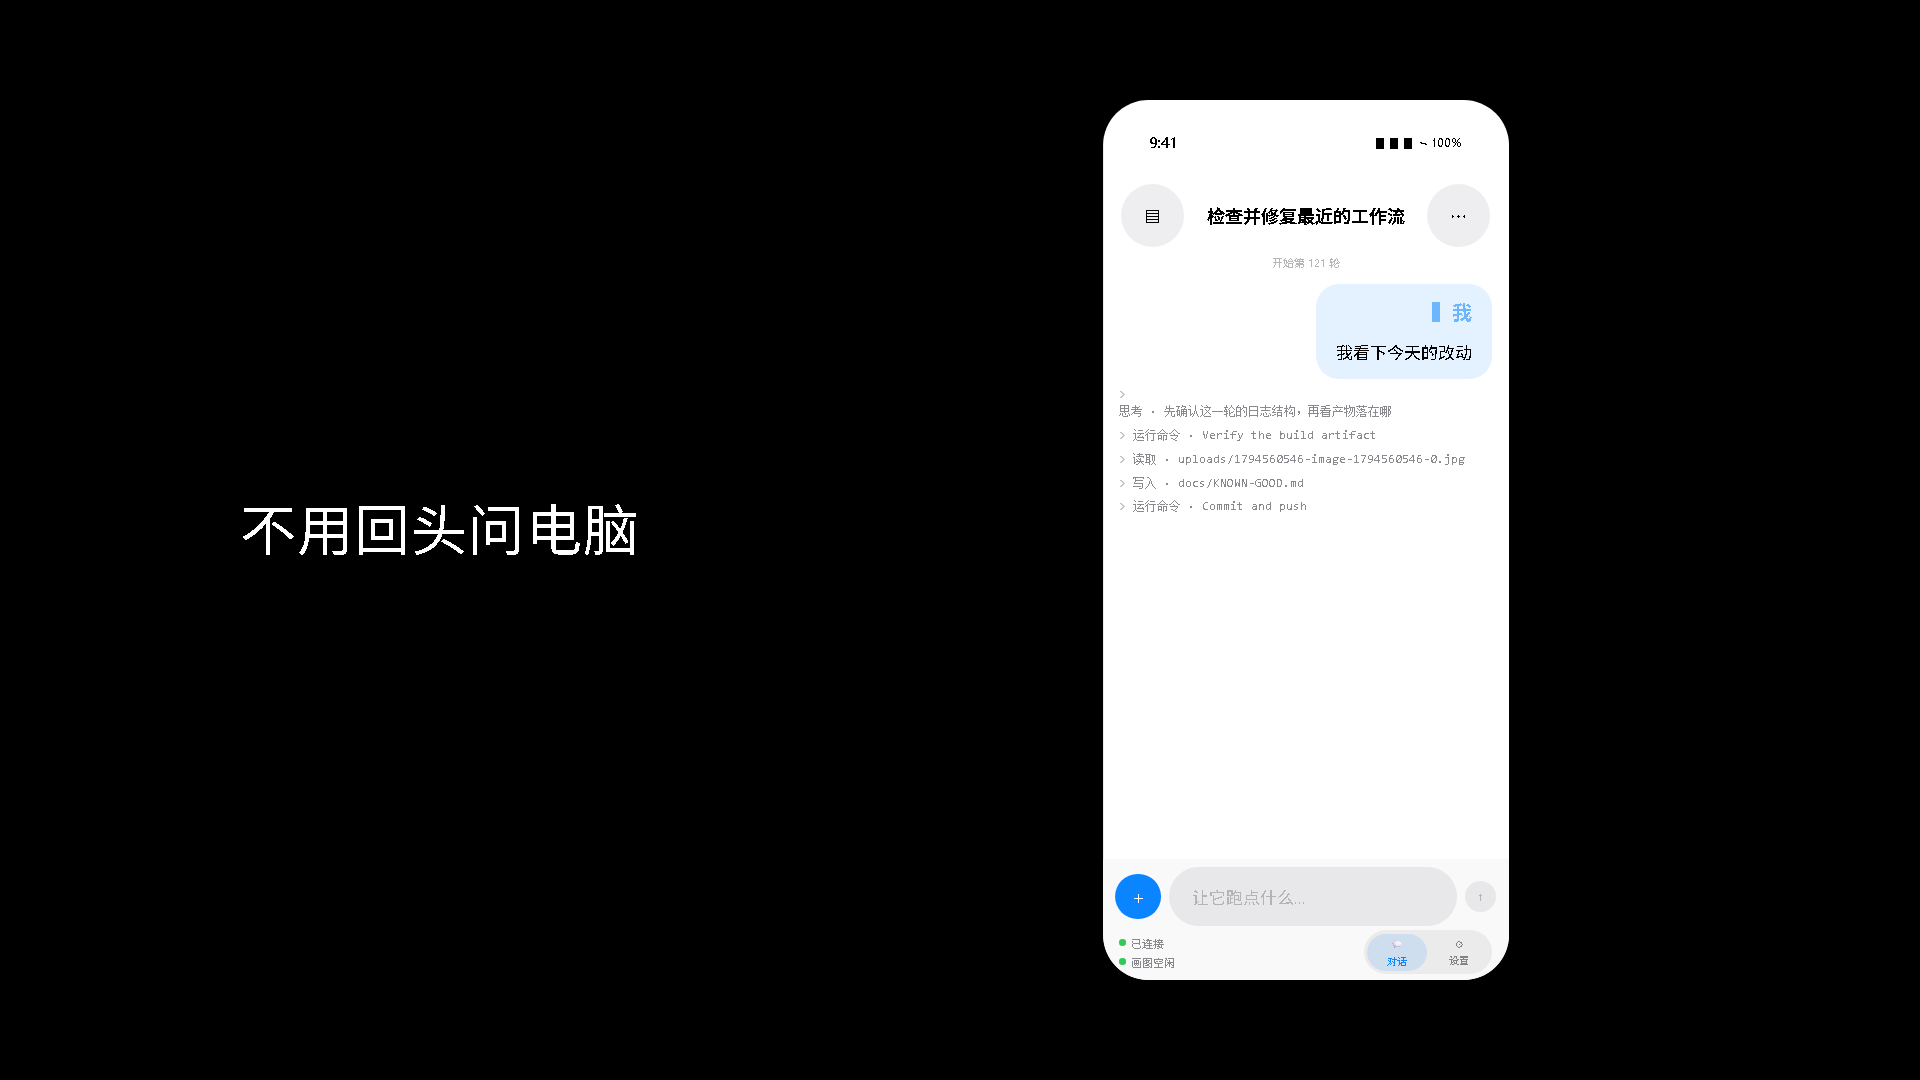 不用回头问电脑
9:41
100%
检查并修复最近的工作流
···
开始第 121 轮
我
我看下今天的改动
>
思考 · 先确认这一轮的日志结构，再看产物落在哪
> 运行命令 · Verify the build artifact
> 读取 · uploads/1794560546-image-1794560546-0.jpg
> 写入 · docs/KNOWN-GOOD.md
> 运行命令 · Commit and push
+
让它跑点什么...
↑
已连接
画图空闲
对话
设置